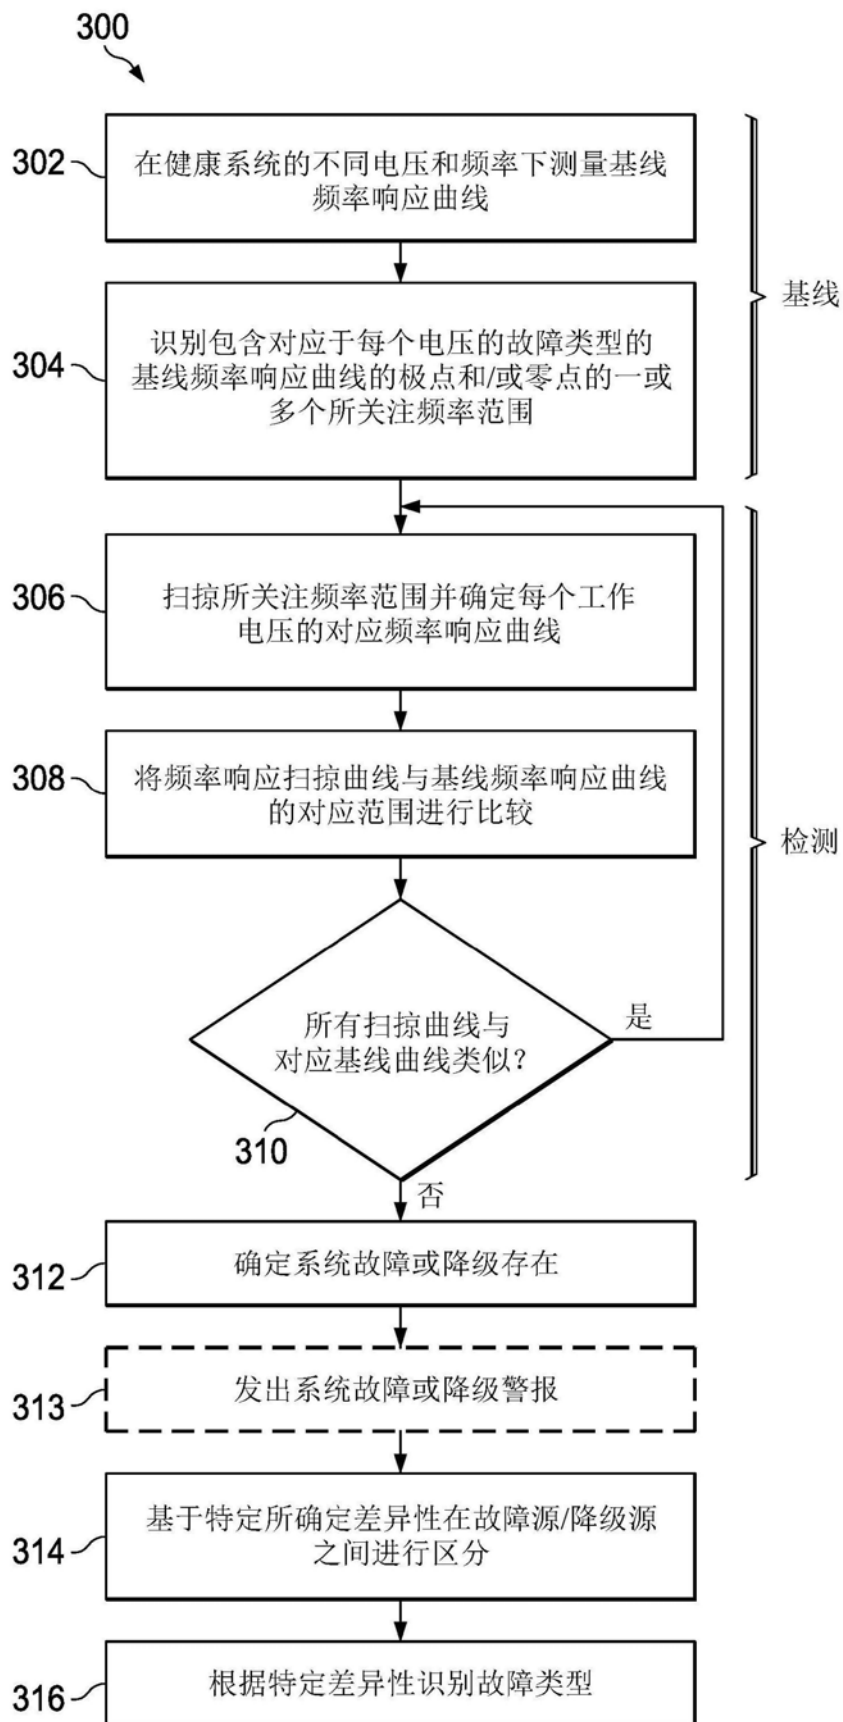 300
302
在健康系统的不同电压和频率下测量基线
频率响应曲线
304
识别包含对应于每个电压的故障类型的
基线频率响应曲线的极点和/或零点的一或
多个所关注频率范围
基线
306
扫掠所关注频率范围并确定每个工作
电压的对应频率响应曲线
308
将频率响应扫掠曲线与基线频率响应曲线
的对应范围进行比较
检测
所有扫掠曲线与
对应基线曲线类似？
是
310
否
312
确定系统故障或降级存在
313
发出系统故障或降级警报
314
基于特定所确定差异性在故障源/降级源
之间进行区分
316
根据特定差异性识别故障类型